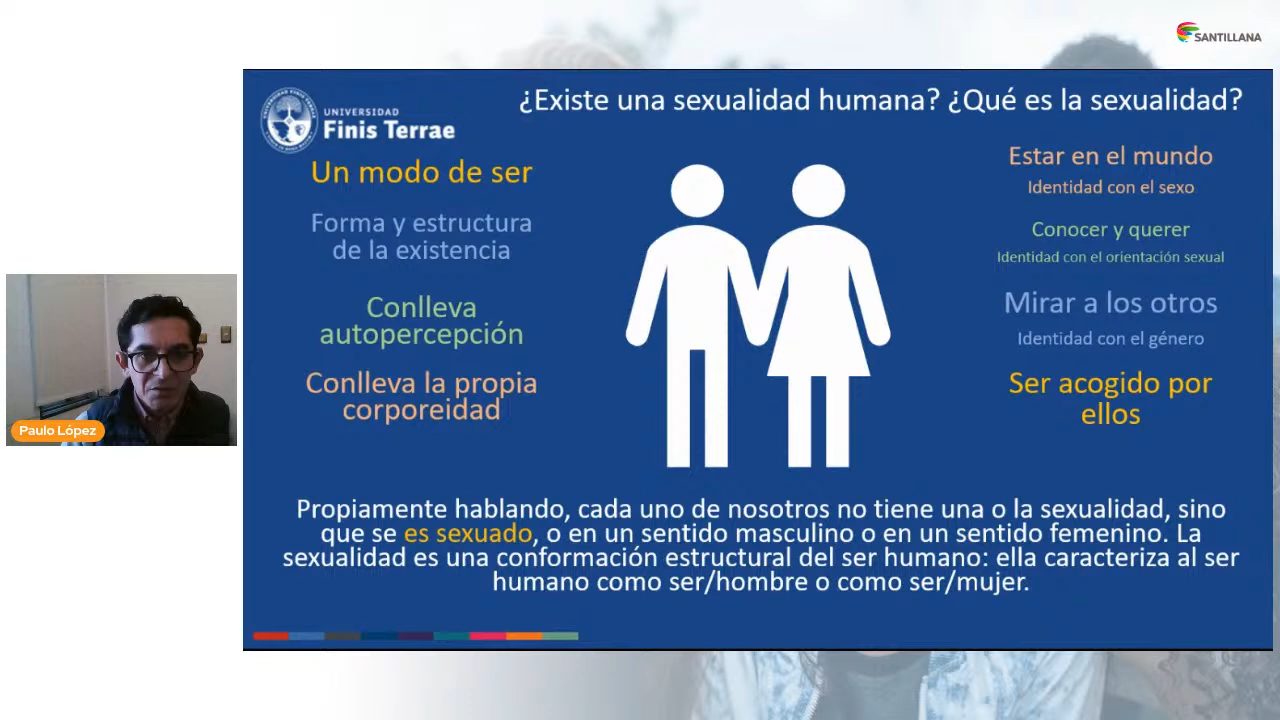 SANTILLANA
UNIVERSIDAD
Finis Terrae
¿Existe una sexualidad humana? ¿Qué es la sexualidad?
Un modo de ser
Forma y estructura
de la existencia
Conlleva
autopercepción
Conlleva la propia
corporeidad
Estar en el mundo
Identidad con el sexo
Conocer y querer
Identidad con el orientación sexual
Mirar a los otros
Identidad con el género
Ser acogido por
ellos
Paulo López
Propiamente hablando, cada uno de nosotros no tiene una o la sexualidad, sino
que se es sexuado, o en un sentido masculino o en un sentido femenino. La
sexualidad es una conformación estructural del ser humano: ella caracteriza al ser
humano como ser/hombre o como ser/mujer.